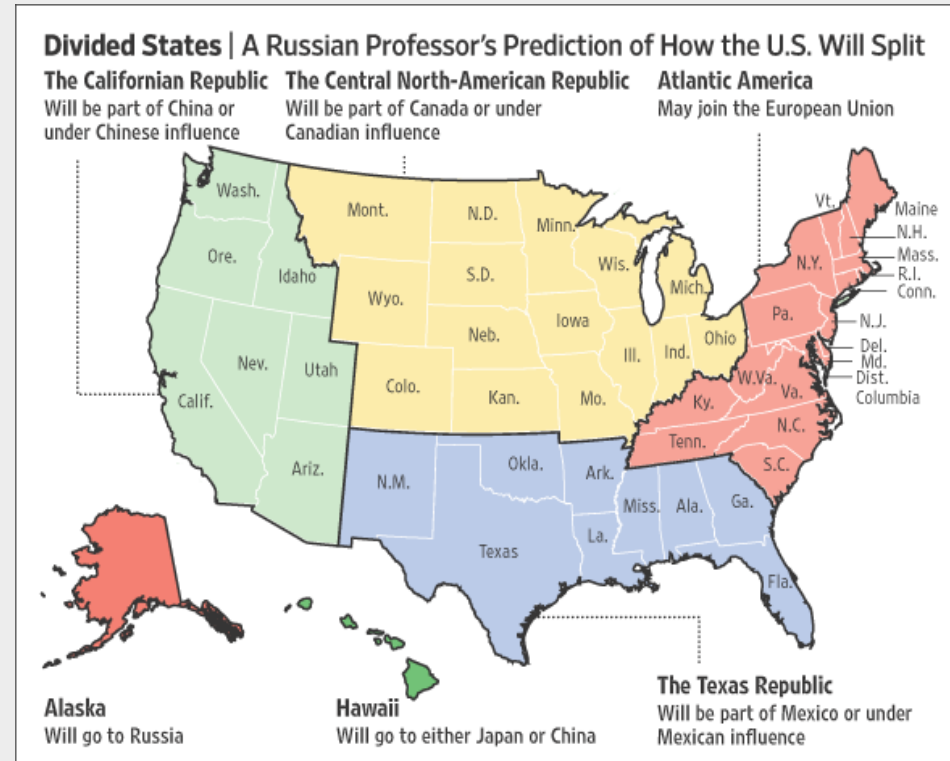 Divided States | A Russian Professor's Prediction of How the U.S. Will Split
The Californian Republic
Will be part of China or
under Chinese influence
The Central North-American Republic
Will be part of Canada or under
Canadian influence
Atlantic America
May join the European Union
Wash.
Ore.
Idaho
Nev.
Utah
Calif.
Ariz.
Mont.
N.D.
Minn.
S.D.
Wis.
Mich.
Wyo.
Iowa
Neb.
Ill.
Ind.
Ohio
Colo.
Kan.
Mo.
Vt.
Maine
N.H.
Mass.
R.I.
Conn.
N.Y.
Pa.
N.J.
Del.
Md.
Dist.
Columbia
W.Va.
Va.
Ky.
N.C.
Tenn.
S.C.
N.M.
Okla.
Ark.
Texas
La.
Miss.
Ala.
Ga.
Fla.
Alaska
Will go to Russia
Hawaii
Will go to either Japan or China
The Texas Republic
Will be part of Mexico or under
Mexican influence